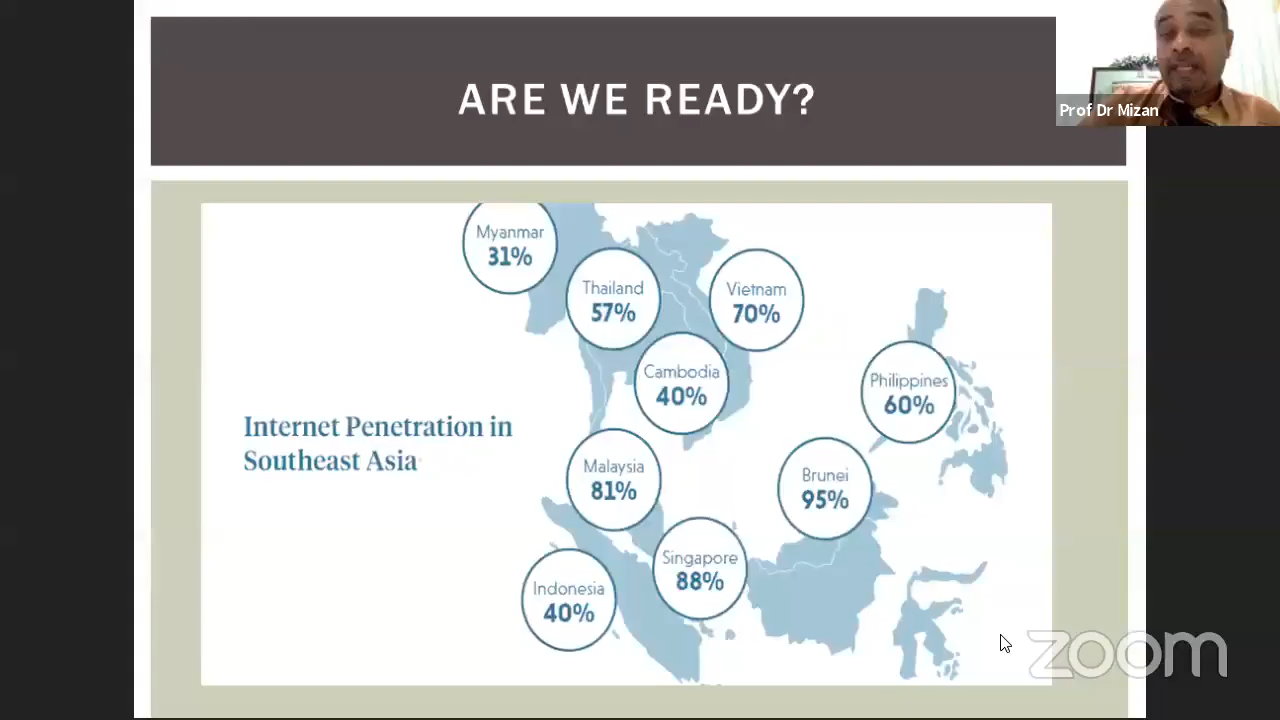 ARE WE READY?
Prof Dr Mizan
Myanmar
31%
Thailand
57%
Vietnam
70%
Cambodia
40%
Philippines
60%
Internet Penetration in
Southeast Asia
Malaysia
81%
Brunei
95%
Singapore
88%
Indonesia
40%
zoom